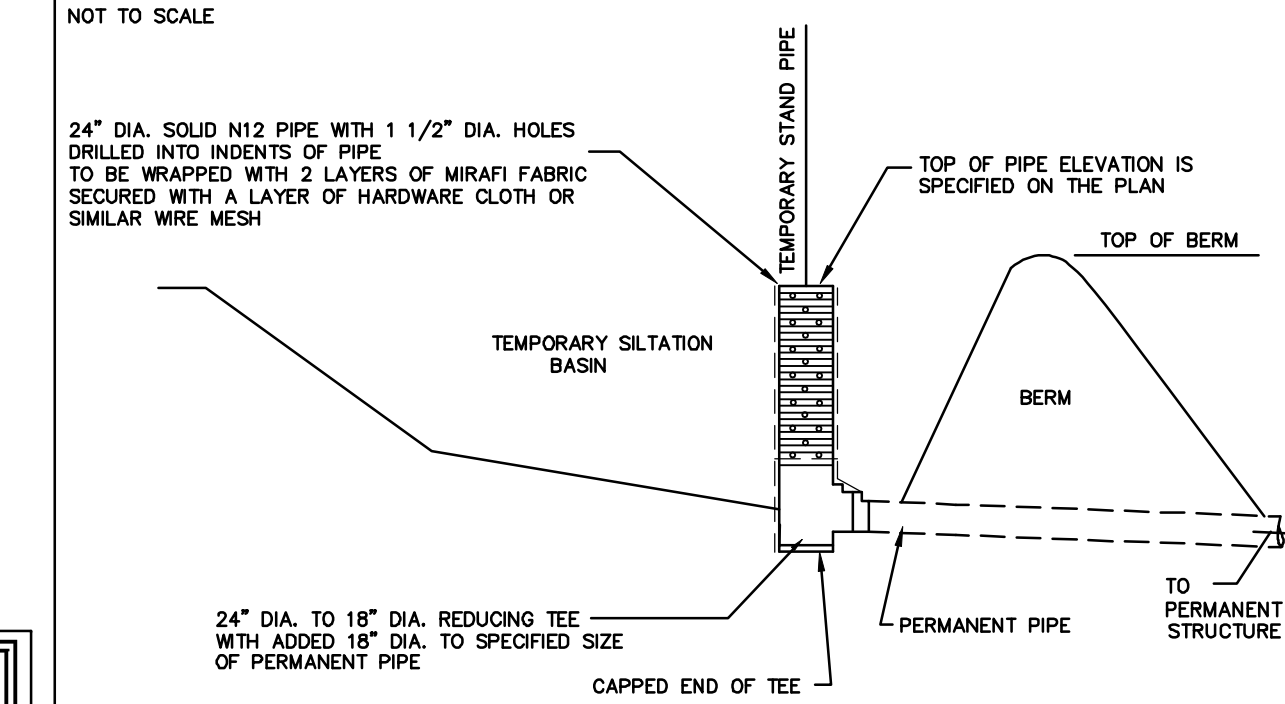 NOT TO SCALE
TEMPORARY STAND PIPE
24" DIA. SOLID N12 PIPE WITH 1 1/2" DIA. HOLES
DRILLED INTO INDENTS OF PIPE
TO BE WRAPPED WITH 2 LAYERS OF MIRAFI FABRIC
SECURED WITH A LAYER OF HARDWARE CLOTH OR
SIMILAR WIRE MESH
TOP OF PIPE ELEVATION IS
SPECIFIED ON THE PLAN
TOP OF BERM
TEMPORARY SILTATION
BASIN
BERM
24" DIA. TO 18" DIA. REDUCING TEE
WITH ADDED 18" DIA. TO SPECIFIED SIZE
OF PERMANENT PIPE
CAPPED END OF TEE
PERMANENT PIPE
TO
PERMANENT
STRUCTURE